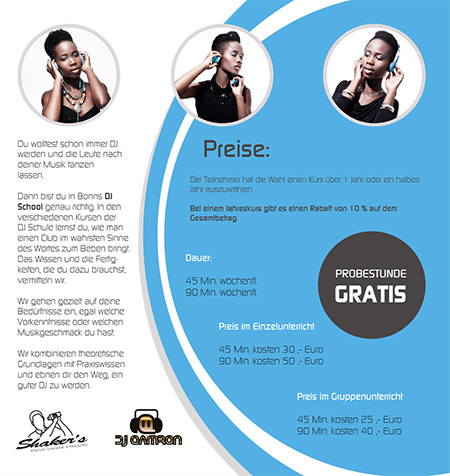 Du wolltest schon immer DJ
werden und die Leute nach
deiner Musik tanzen
lassen.
Dann bist du in Bonns DJ
School genau richtig. In den
verschiedenen Kursen der
DJ Schule lernst du, wie man
einen Club im wahrsten Sinne
des Wortes zum Beben bringt.
Das Wissen und die Fertig-
keiten, die du dazu brauchst,
vermitteln wir.
Wir gehen gezielt auf deine
Bedürfnisse ein, egal welche
Vorkenntnisse oder welchen
Musikgeschmack du hast.
Wir kombinieren theoretische
Grundlagen mit Praxiswissen
und ebnen dir den Weg, ein
guter DJ zu werden.
Shaker's
DJ QAMRON
Preise:
Der Teilnehmer hat die Wahl einen Kurs über 1 Jahr oder ein halbes
Jahr auszuwählen.
Bei einem Jahreskurs gibt es einen Rabatt von 10 % auf dem
Gesamtbetrag.
Dauer:
45 Min. wöchentl.
90 Min. wöchentl.
PROBESTUNDE
GRATIS
Preis im Einzelunterricht
45 Min. kosten 30 ,- Euro
90 Min. kosten 50 ,- Euro
Preis im Gruppenunterricht
45 Min. kosten 25 ,- Euro
90 Min. kosten 40 ,- Euro